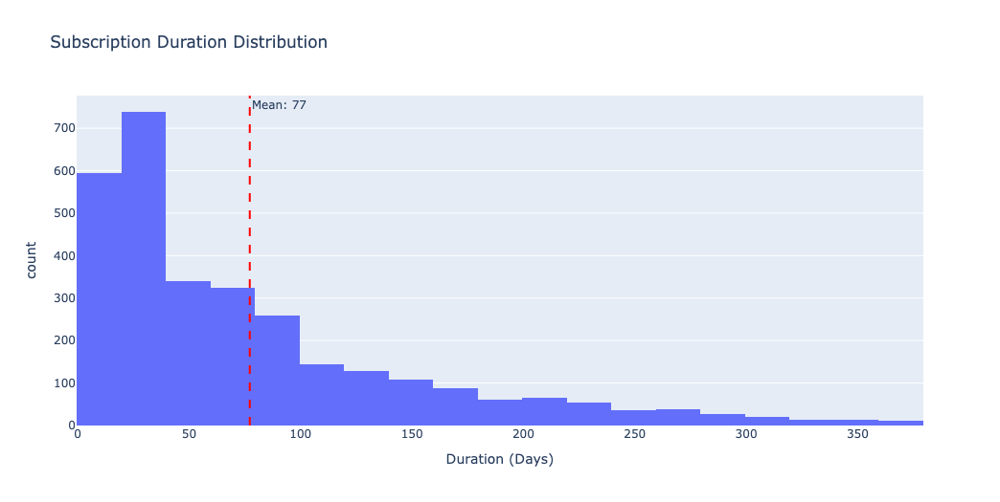 Subscription Duration Distribution
Mean: 77
700
600
500
400
300
200
100
0
count
0 50 100 150 200 250 300 350
Duration (Days)